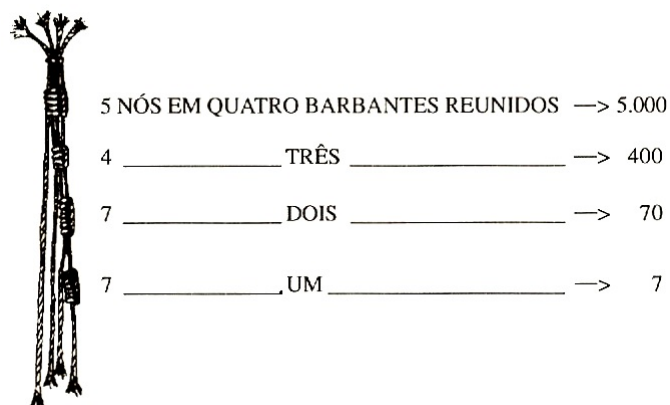 5 NÓS EM QUATRO BARBANTES REUNIDOS —> 5.000
4 ____________ TRÊS ________________ —> 400
7 ____________ DOIS ________________ —> 70
7 ____________ UM __________________ —> 7